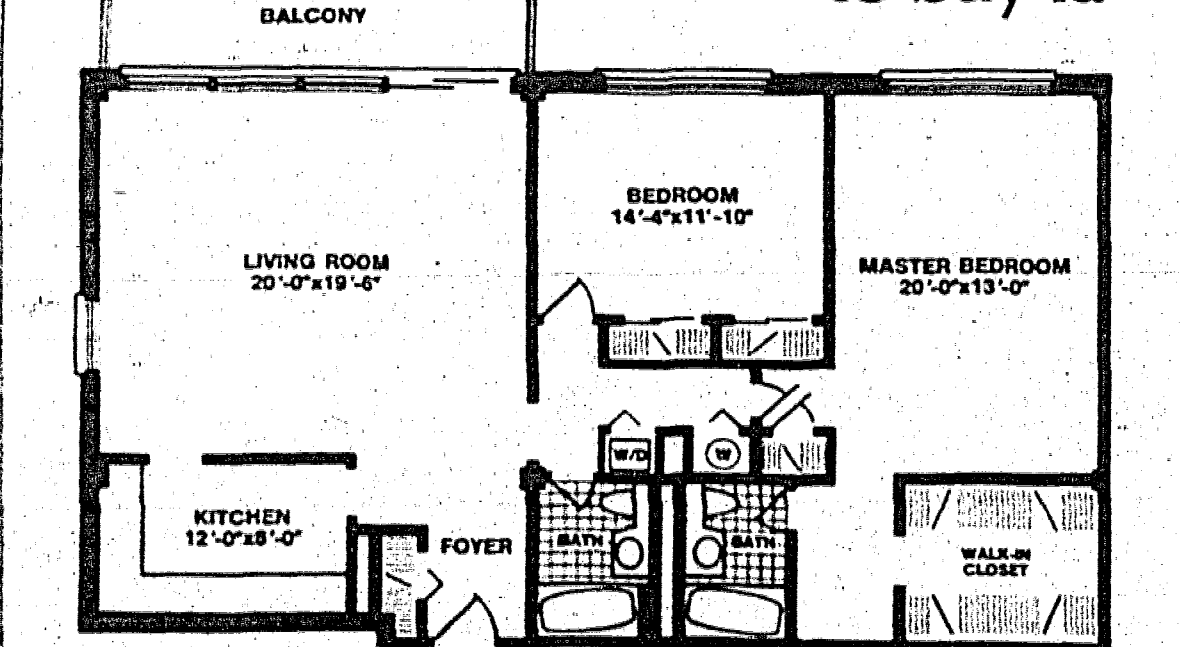 BALCONY
BEDROOM
14'-4"x11'-10"
LIVING ROOM
20'-0"x19'-6"
MASTER BEDROOM
20'-0"x13'-0"
W/D
W
KITCHEN
12'-0"x8'-0"
FOYER
BATH
BATH
WALK-IN
CLOSET